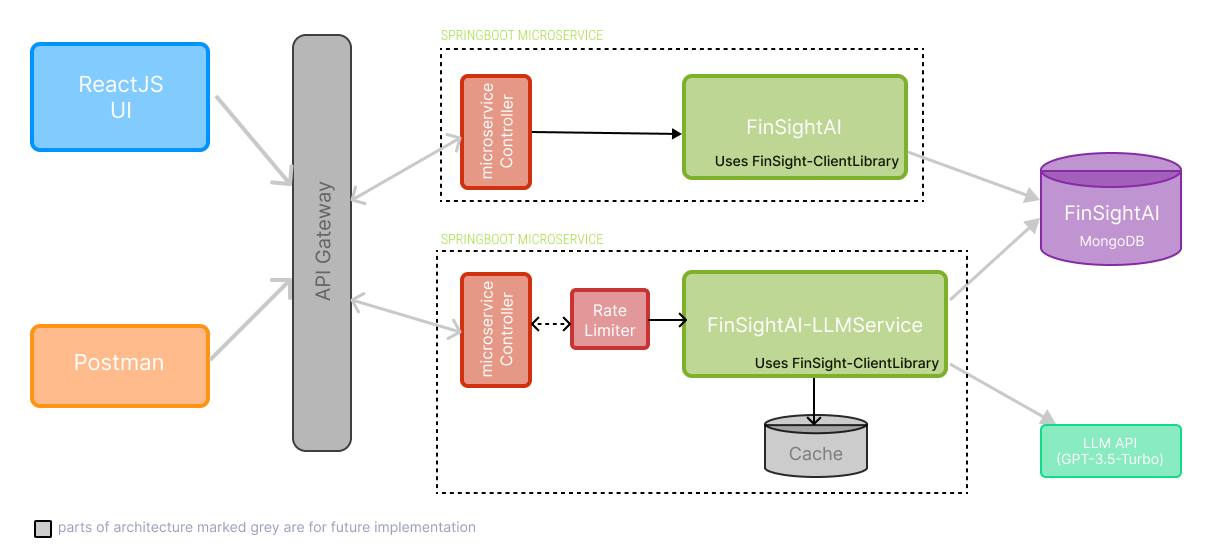 SPRINGBOOT MICROSERVICE
ReactJS
UI
microservice
Controller
FinSightAI
Uses FinSight-ClientLibrary
API Gateway
FinSightAI
MongoDB
SPRINGBOOT MICROSERVICE
Postman
microservice
Controller
Rate
Limiter
FinSightAI-LLMService
Uses FinSight-ClientLibrary
Cache
LLM API
(GPT-3.5-Turbo)
parts of architecture marked grey are for future implementation